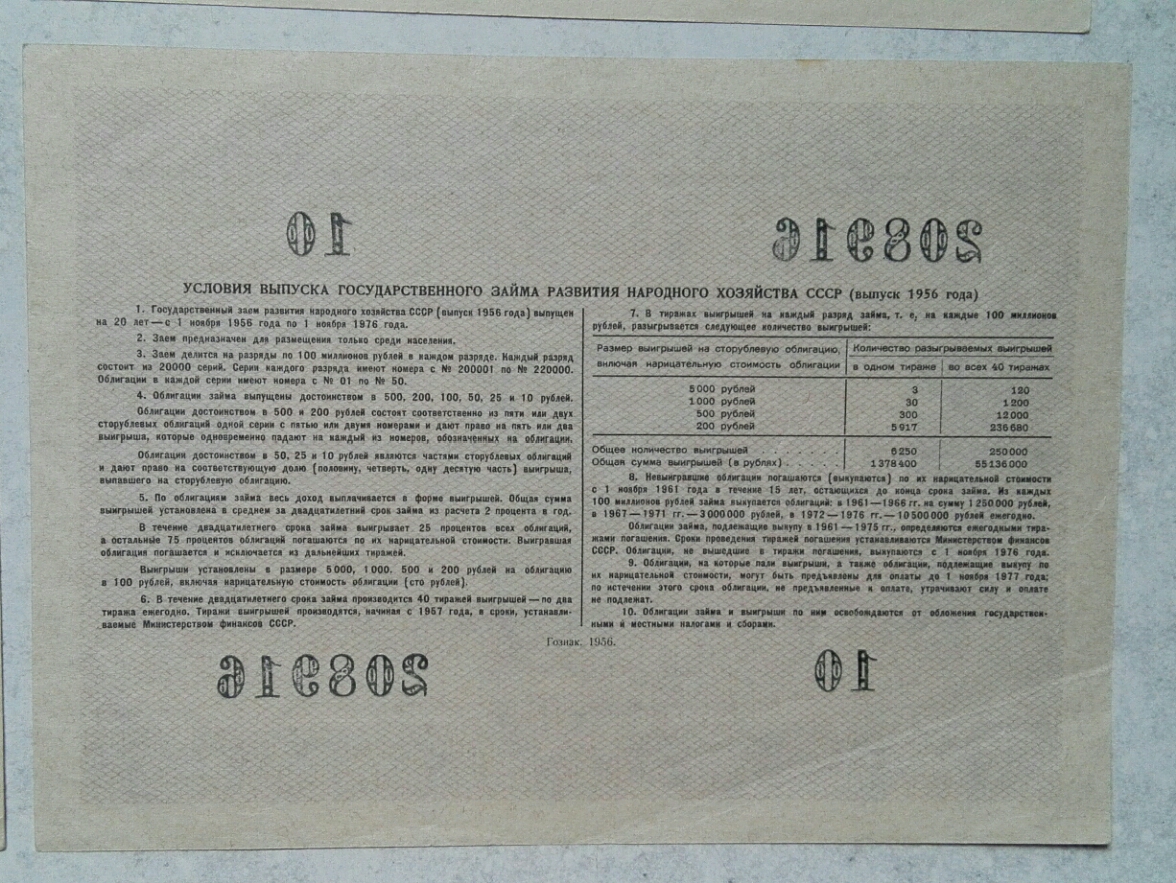 10
208916
УСЛОВИЯ ВЫПУСКА ГОСУДАРСТВЕННОГО ЗАЙМА РАЗВИТИЯ НАРОДНОГО ХОЗЯЙСТВА СССР (выпуск 1956 года)
1. Государственный заем развития народного хозяйства СССР (выпуск 1956 года) выпущен
на 20 лет — с 1 ноября 1956 года по 1 ноября 1976 года.
2. Заем предназначен для размещения только среди населения.
3. Заем делится на разряды по 100 миллионов рублей в каждом разряде. Каждый разряд
состоит из 20000 серий. Серии каждого разряда имеют номера с № 200001 по № 220000.
Облигации в каждой серии имеют номера с № 01 по № 50.
4. Облигации займа выпущены достоинством в 500, 200, 100, 50, 25 и 10 рублей.
Облигации достоинством в 500 и 200 рублей состоят соответственно из пяти или двух
сторублевых облигаций одной серии с пятью или двумя номерами и дают право на пять или два
выигрыша, которые одновременно падают на каждый из номеров, обозначенных на облигации.
Облигации достоинством в 50, 25 и 10 рублей являются частями сторублевых облигаций
и дают право на соответствующую долю (половину, четверть, одну десятую часть) выигрыша,
выпавшего на сторублевую облигацию.
5. По облигациям займа весь доход выплачивается в форме выигрышей. Общая сумма
выигрышей установлена в среднем за двадцатилетний срок займа из расчета 2 процента в год.
В течение двадцатилетнего срока займа выигрывает 25 процентов всех облигаций,
а остальные 75 процентов облигаций погашаются по их нарицательной стоимости. Выигравшая
облигация погашается и исключается из дальнейших тиражей.
Выигрыши установлены в размере 5000, 1000, 500 и 200 рублей на облигацию
в 100 рублей, включая нарицательную стоимость облигации (сто рублей).
6. В течение двадцатилетнего срока займа производится 40 тиражей выигрышей — по два
тиража ежегодно. Тиражи выигрышей производятся, начиная с 1957 года, в сроки, устанавли-
ваемые Министерством финансов СССР.
7. В тиражах выигрышей на каждый разряд займа, т. е. на каждые 100 миллионов
рублей, разыгрывается следующее количество выигрышей:
Размер выигрышей на сторублевую облигацию, Количество разыгрываемых выигрышей
включая нарицательную стоимость облигации в одном тираже во всех 40 тиражах
5000 рублей 3 120
1000 рублей 30 1200
500 рублей 300 12000
200 рублей 5917 236680
Общее количество выигрышей . . . . . . . 6250 250000
Общая сумма выигрышей (в рублях) . . . . 1378400 55136000
8. Невыигравшие облигации погашаются (выкупаются) по их нарицательной стоимости
с 1 ноября 1961 года в течение 15 лет, остающихся до конца срока займа. Из каждых
100 миллионов рублей займа выкупается облигаций: в 1961—1966 гг. на сумму 1250000 рублей,
в 1967—1971 гг.—3000000 рублей, в 1972—1976 гг.—10500000 рублей ежегодно.
Облигации займа, подлежащие выкупу в 1961—1975 гг., определяются ежегодными тира-
жами погашения. Сроки проведения тиражей погашения устанавливаются Министерством финансов
СССР. Облигации, не вышедшие в тиражи погашения, выкупаются с 1 ноября 1976 года.
9. Облигации, на которые пали выигрыши, а также облигации, подлежащие выкупу по
их нарицательной стоимости, могут быть предъявлены для оплаты до 1 ноября 1977 года;
по истечении этого срока облигации, не предъявленные к оплате, утрачивают силу и оплате
не подлежат.
10. Облигации займа и выигрыши по ним освобождаются от обложения государствен-
ными и местными налогами и сборами.
Гознак. 1956.
208916
10